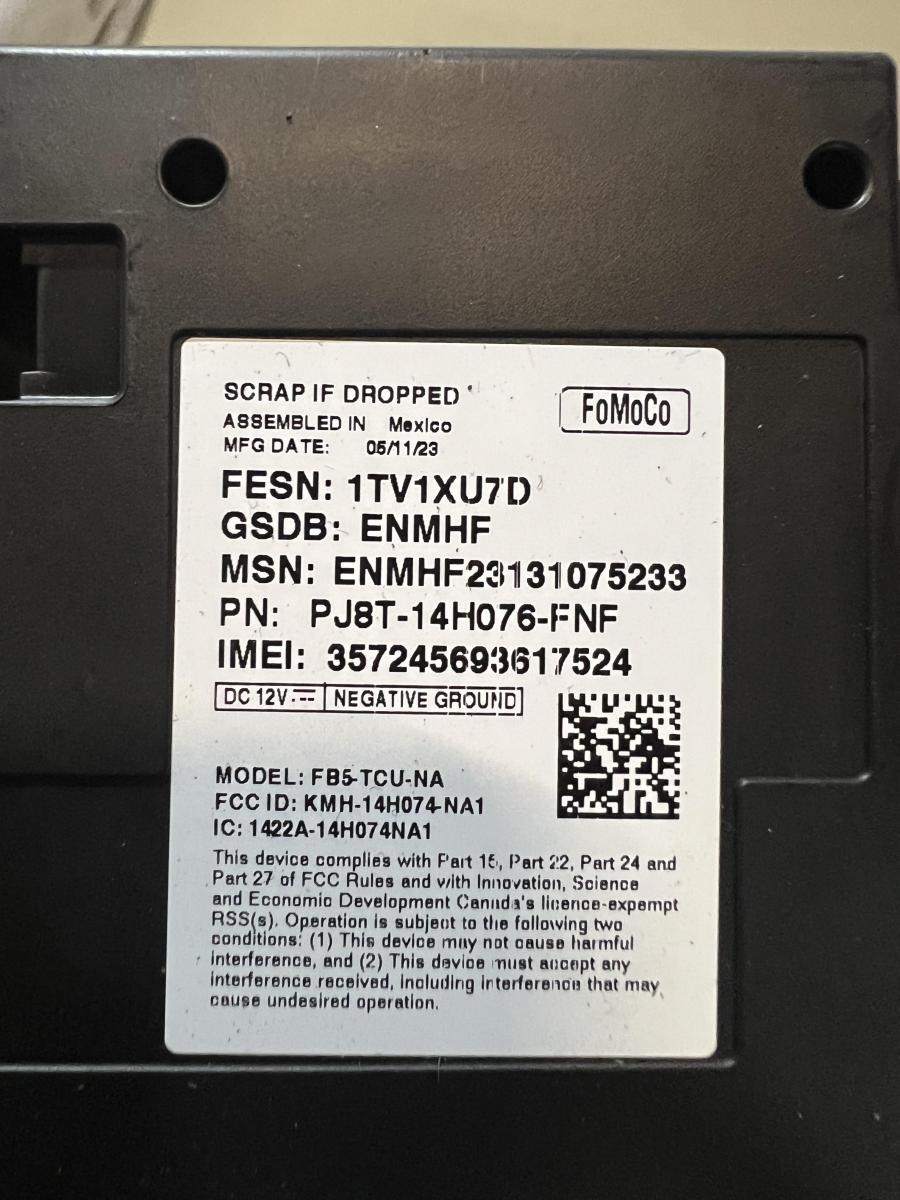 SCRAP IF DROPPED
FoMoCo
ASSEMBLED IN Mexico
MFG DATE: 05/11/23
FESN: 1TV1XU7D
GSDB: ENMHF
MSN: ENMHF23131075233
PN: PJ8T-14H076-FNF
IMEI: 357245693617524
DC 12V NEGATIVE GROUND
MODEL: FB5-TCU-NA
FCC ID: KMH-14H074-NA1
IC: 1422A-14H074NA1
This device complies with Part 15, Part 22, Part 24 and
Part 27 of FCC Rules and with Innovation, Science
and Economic Development Canada's licence-expempt
RSS(s). Operation is subject to the following two
conditions: (1) This device may not cause harmful
interference, and (2) This device must accept any
interference received, including interference that may
cause undesired operation.